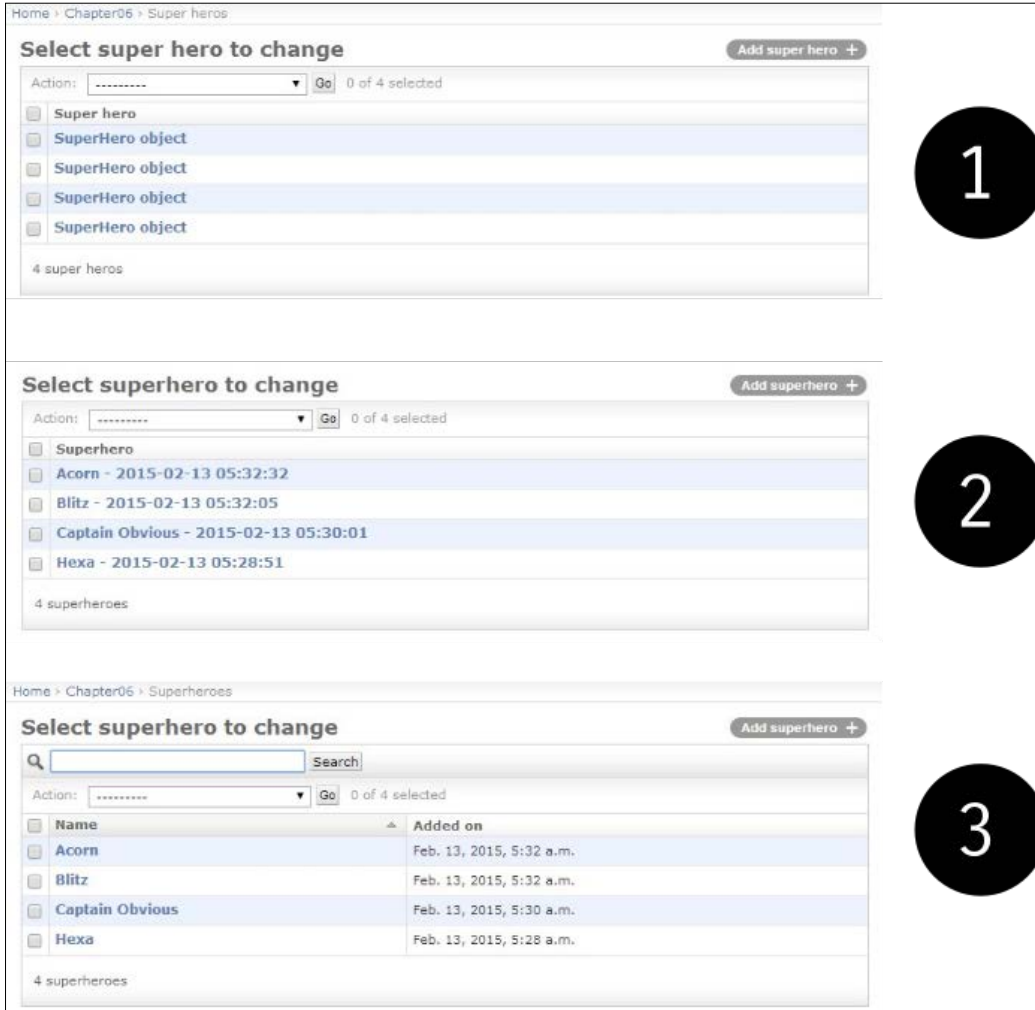 Home › Chapter06 › Super heros
Select super hero to change
Add super hero +
Action: --------- Go 0 of 4 selected
Super hero
SuperHero object
SuperHero object
SuperHero object
SuperHero object
4 super heros
1
Select superhero to change
Add superhero +
Action: --------- Go 0 of 4 selected
Superhero
Acorn - 2015-02-13 05:32:32
Blitz - 2015-02-13 05:32:05
Captain Obvious - 2015-02-13 05:30:01
Hexa - 2015-02-13 05:28:51
4 superheroes
2
Home › Chapter06 › Superheroes
Select superhero to change
Add superhero +
Search
Action: --------- Go 0 of 4 selected
Name Added on
Acorn Feb. 13, 2015, 5:32 a.m.
Blitz Feb. 13, 2015, 5:32 a.m.
Captain Obvious Feb. 13, 2015, 5:30 a.m.
Hexa Feb. 13, 2015, 5:28 a.m.
4 superheroes
3